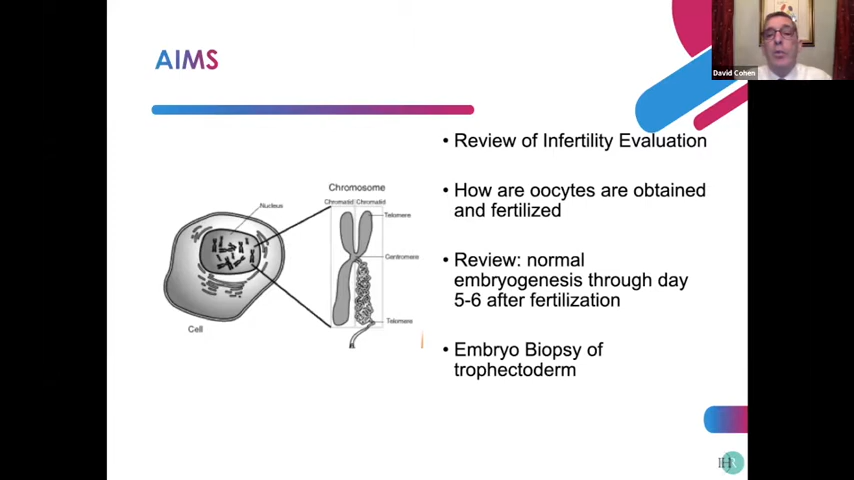 AIMS
David Cohen
• Review of Infertility Evaluation
• How are oocytes are obtained
and fertilized
• Review: normal
embryogenesis through day
5-6 after fertilization
• Embryo Biopsy of
trophectoderm
Chromosome
Chromatid Chromatid
Nucleus
Telomere
Centromere
Telomere
Cell
IHR